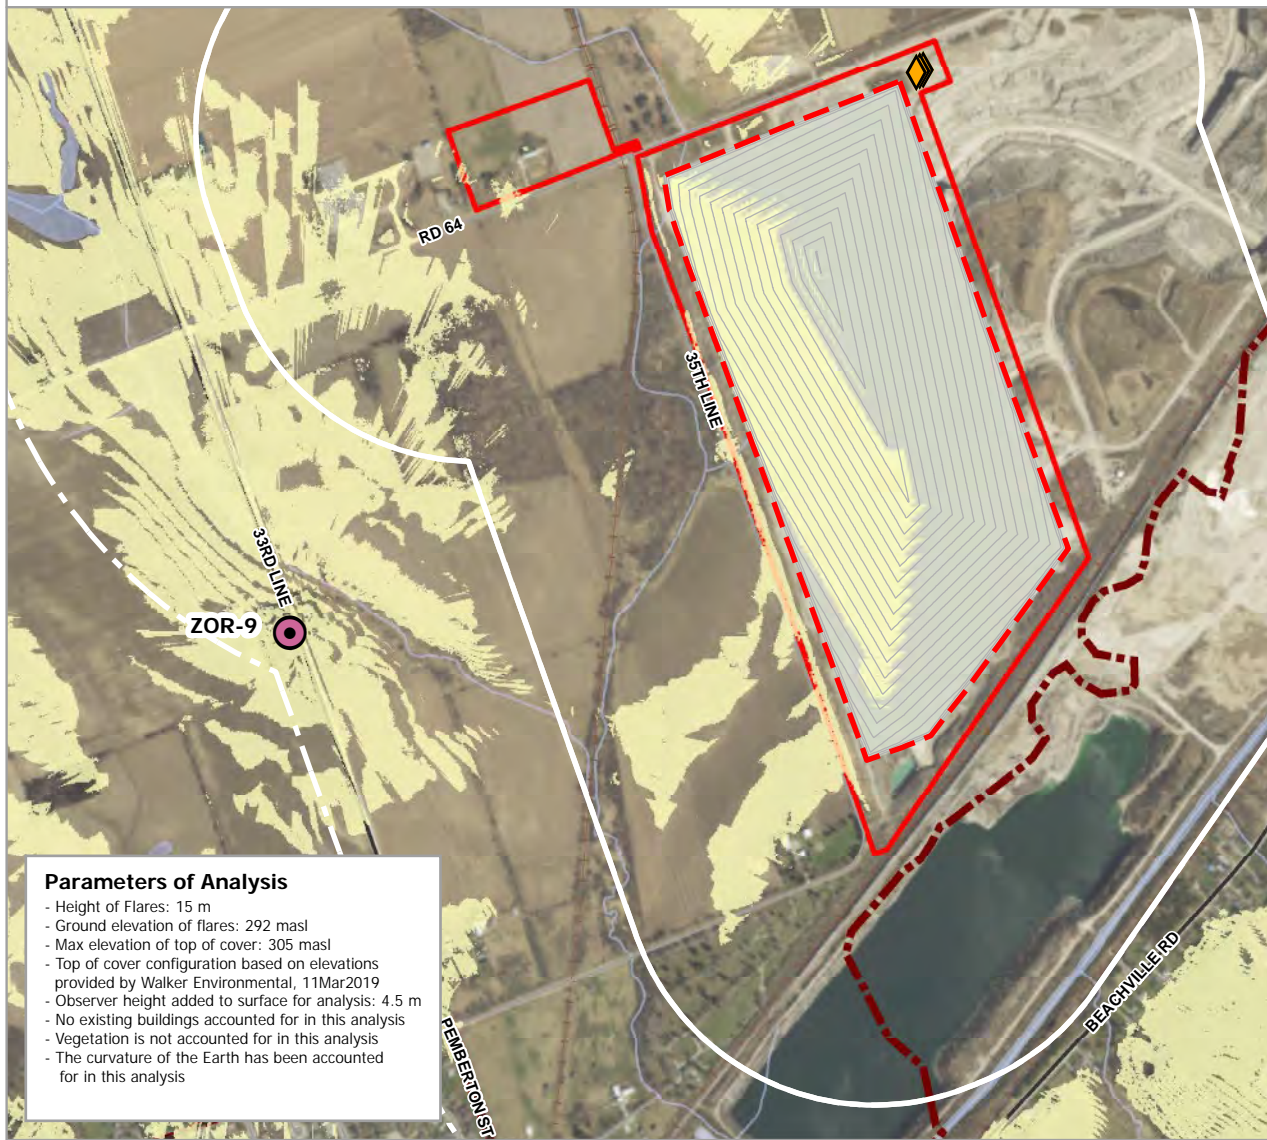 RD 64
35TH LINE
33RD LINE
ZOR-9
Parameters of Analysis
- Height of Flares: 15 m
- Ground elevation of flares: 292 masl
- Max elevation of top of cover: 305 masl
- Top of cover configuration based on elevations
provided by Walker Environmental, 11Mar2019
- Observer height added to surface for analysis: 4.5 m
- No existing buildings accounted for in this analysis
- Vegetation is not accounted for in this analysis
- The curvature of the Earth has been accounted
for in this analysis
BEACHVILLE RD
PEMBERTON ST